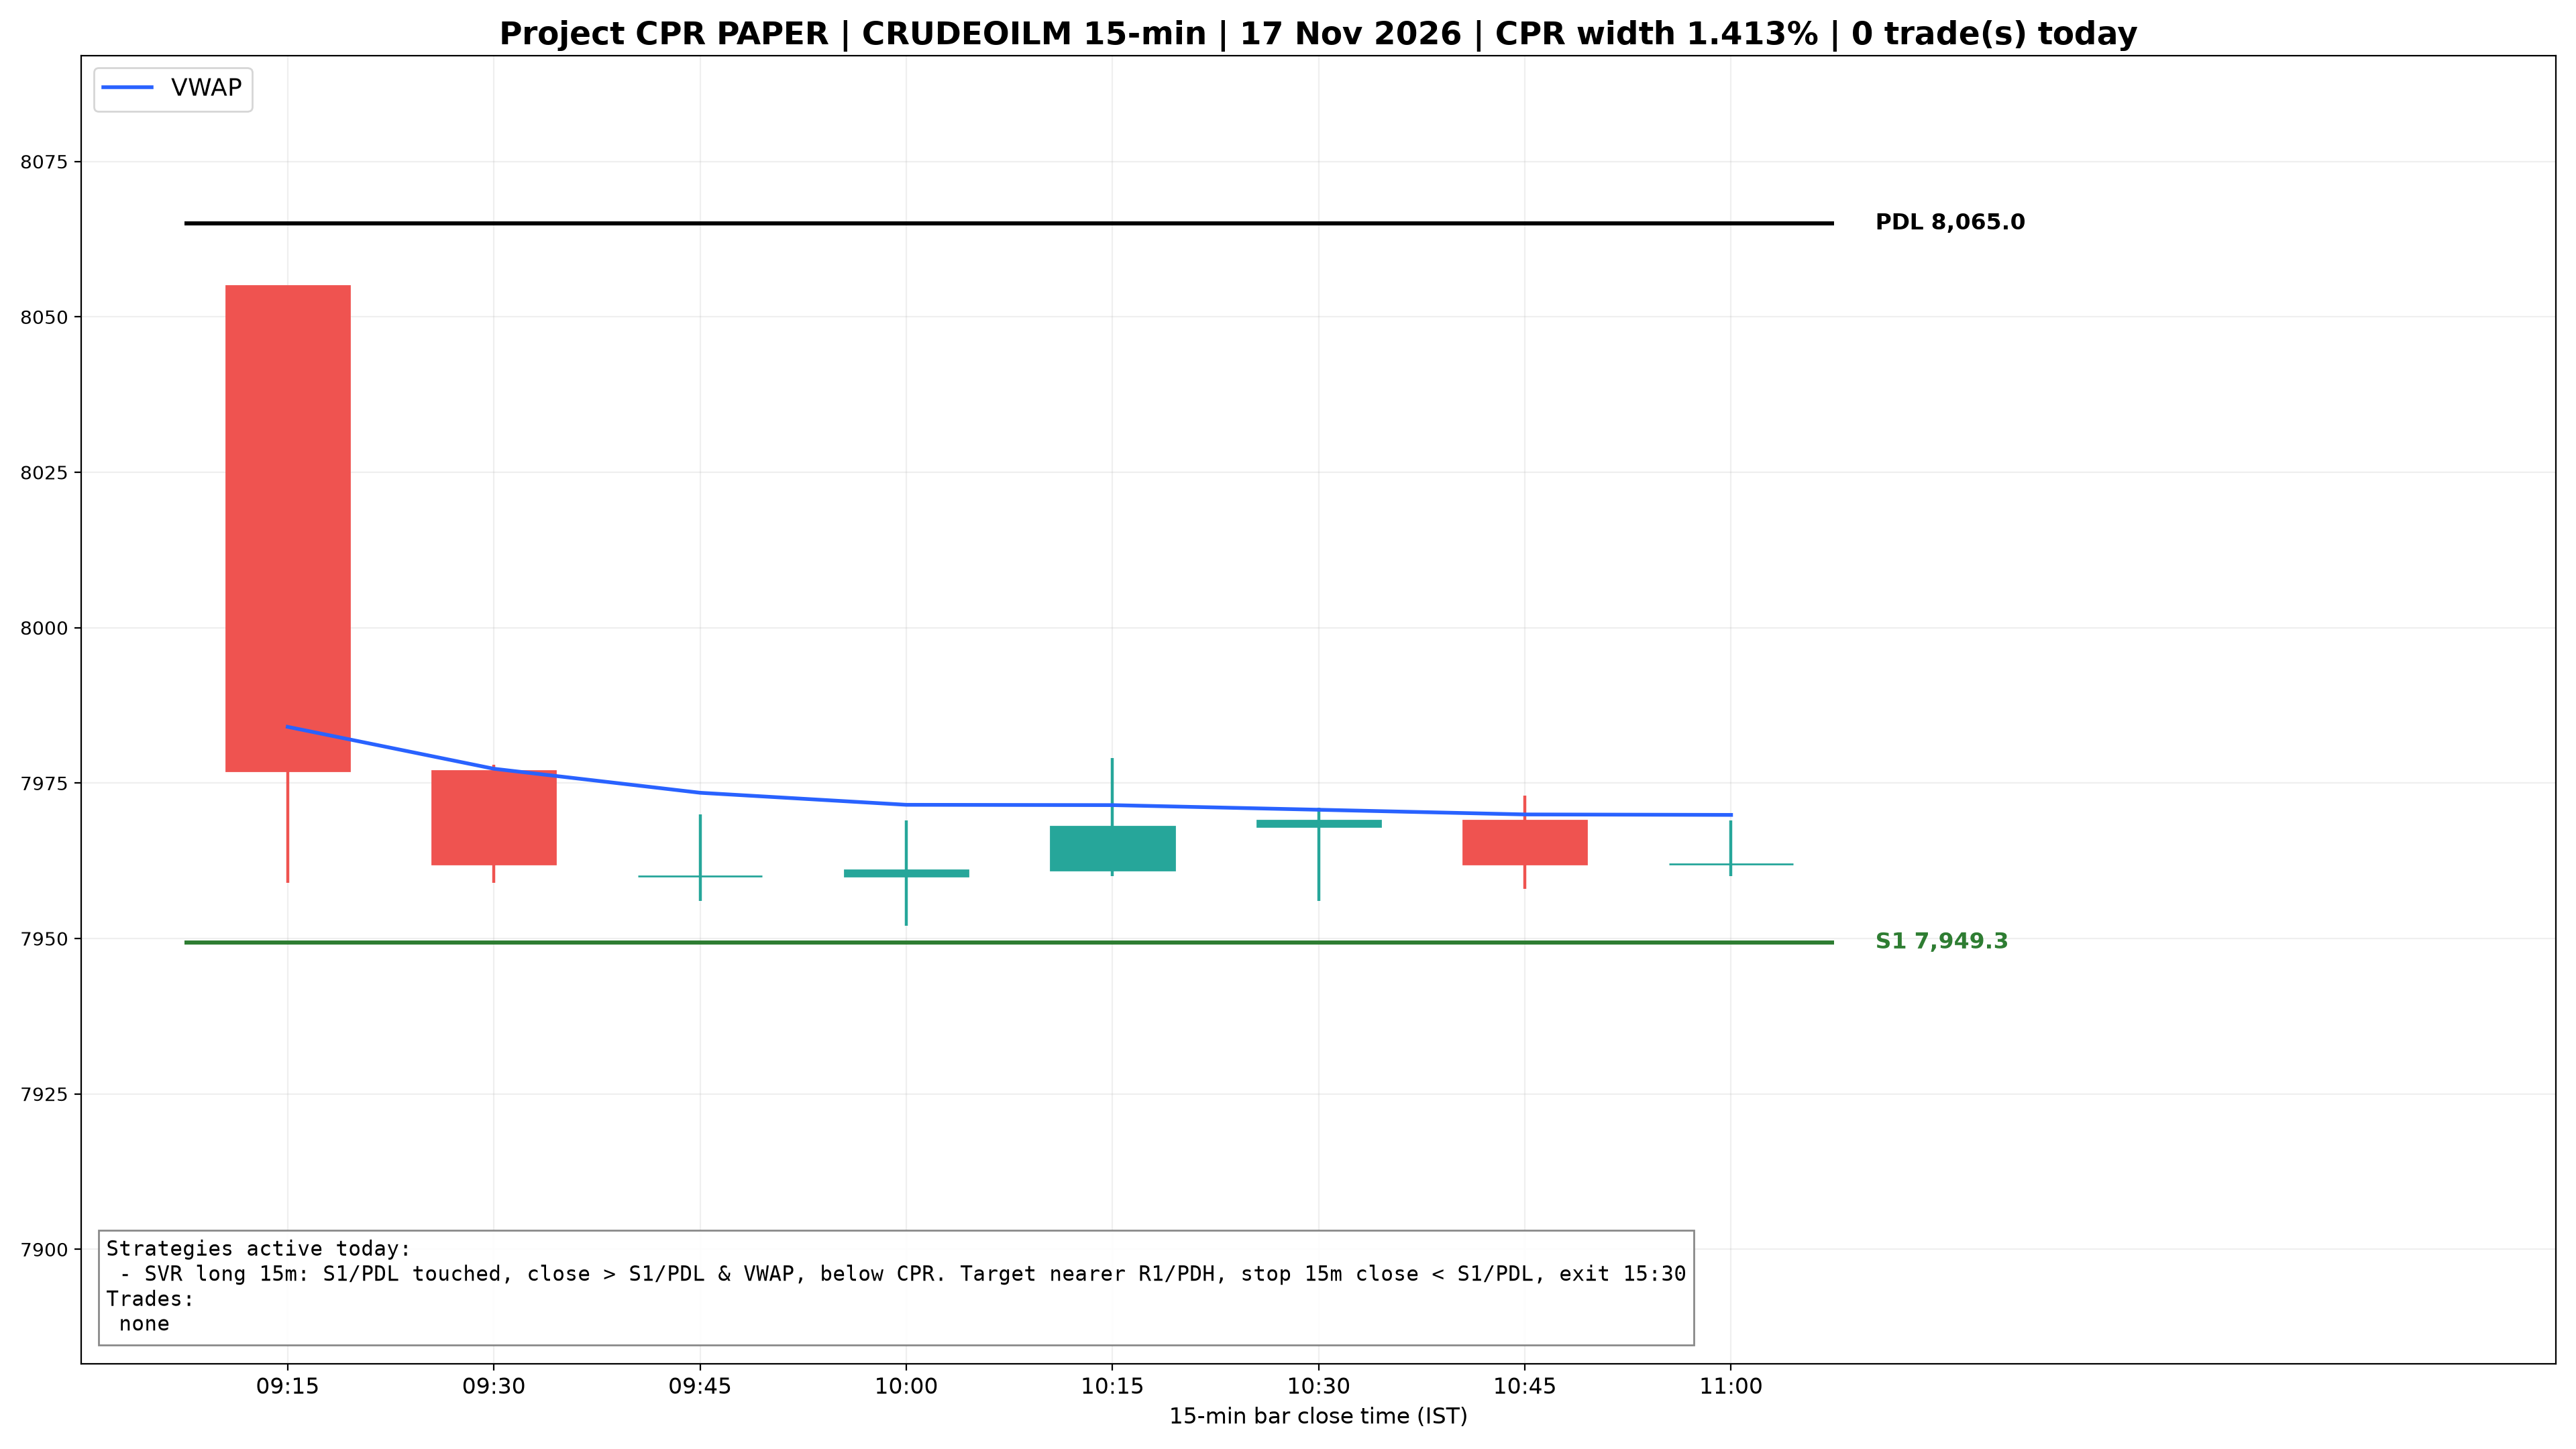 Project CPR PAPER | CRUDEOILM 15-min | 17 Nov 2026 | CPR width 1.413% | 0 trade(s) today
VWAP
8075
PDL 8,065.0
8050
8025
8000
7975
7950
S1 7,949.3
7925
7900
Strategies active today:
- SVR long 15m: S1/PDL touched, close > S1/PDL & VWAP, below CPR. Target nearer R1/PDH, stop 15m close < S1/PDL, exit 15:30
Trades:
none
09:15 09:30 09:45 10:00 10:15 10:30 10:45 11:00
15-min bar close time (IST)